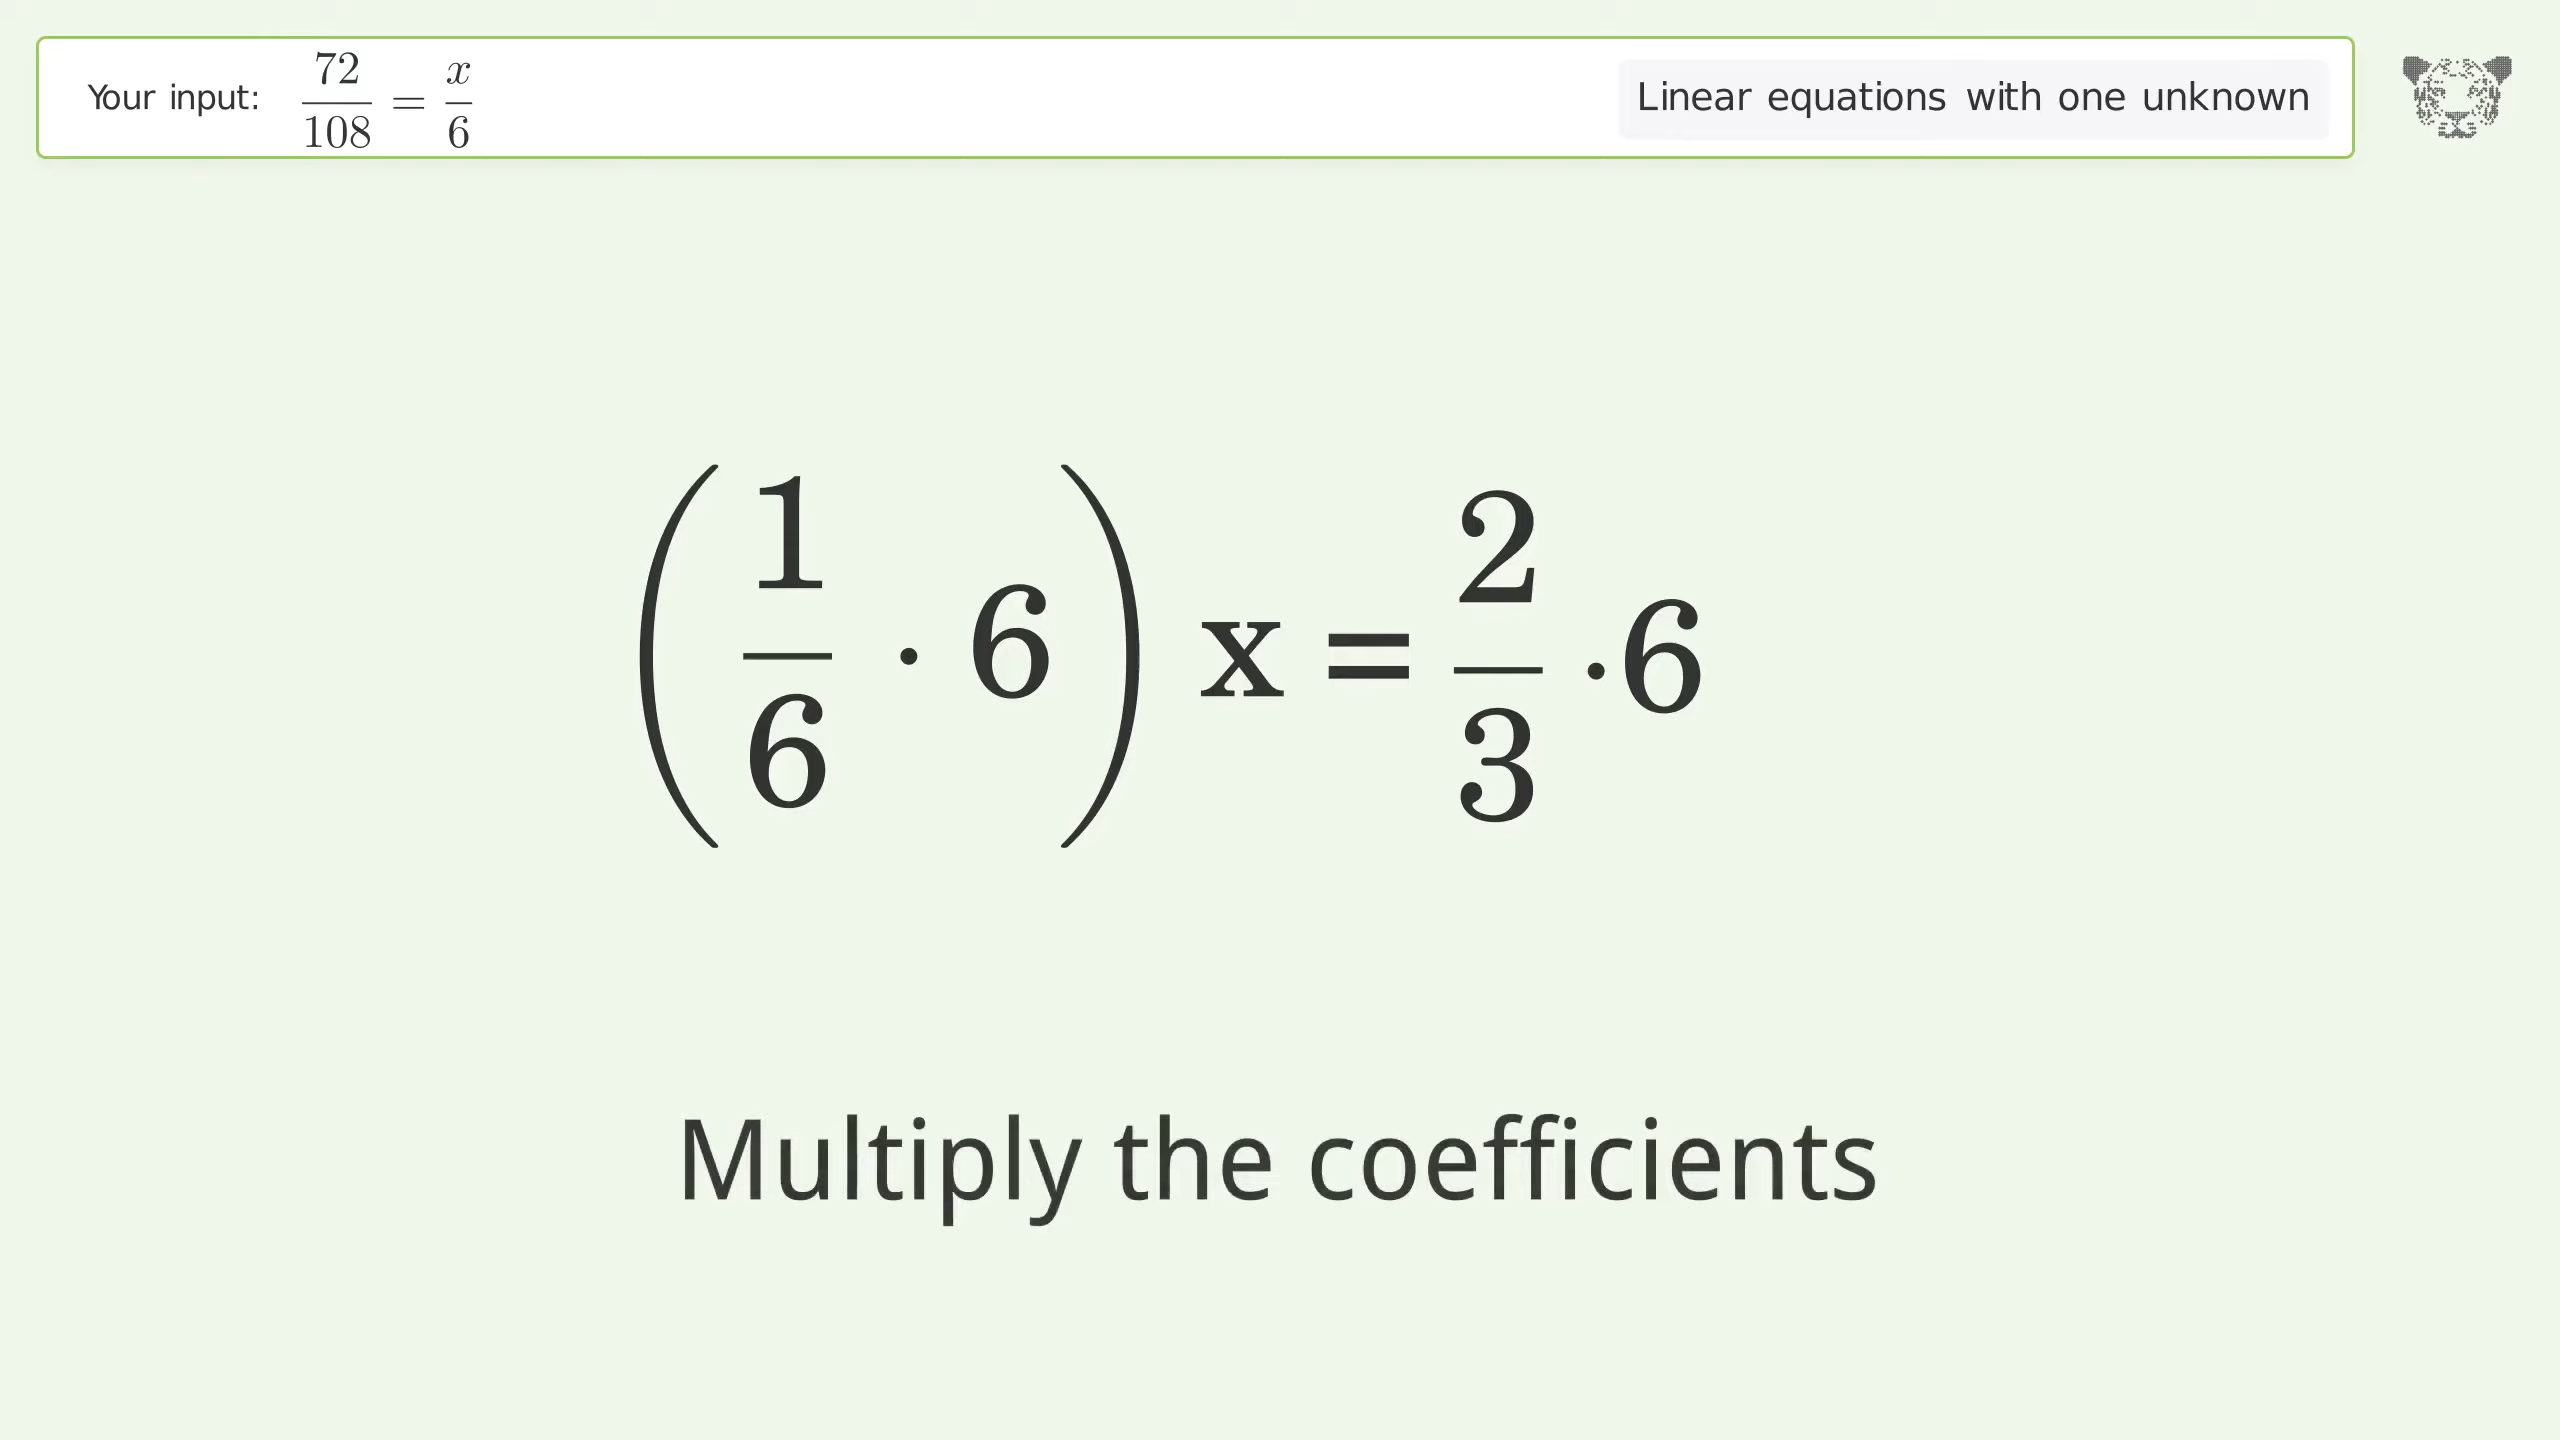 Your input: 72/108 = x/6
Linear equations with one unknown
(1/6 · 6) x = 2/3 · 6
Multiply the coefficients